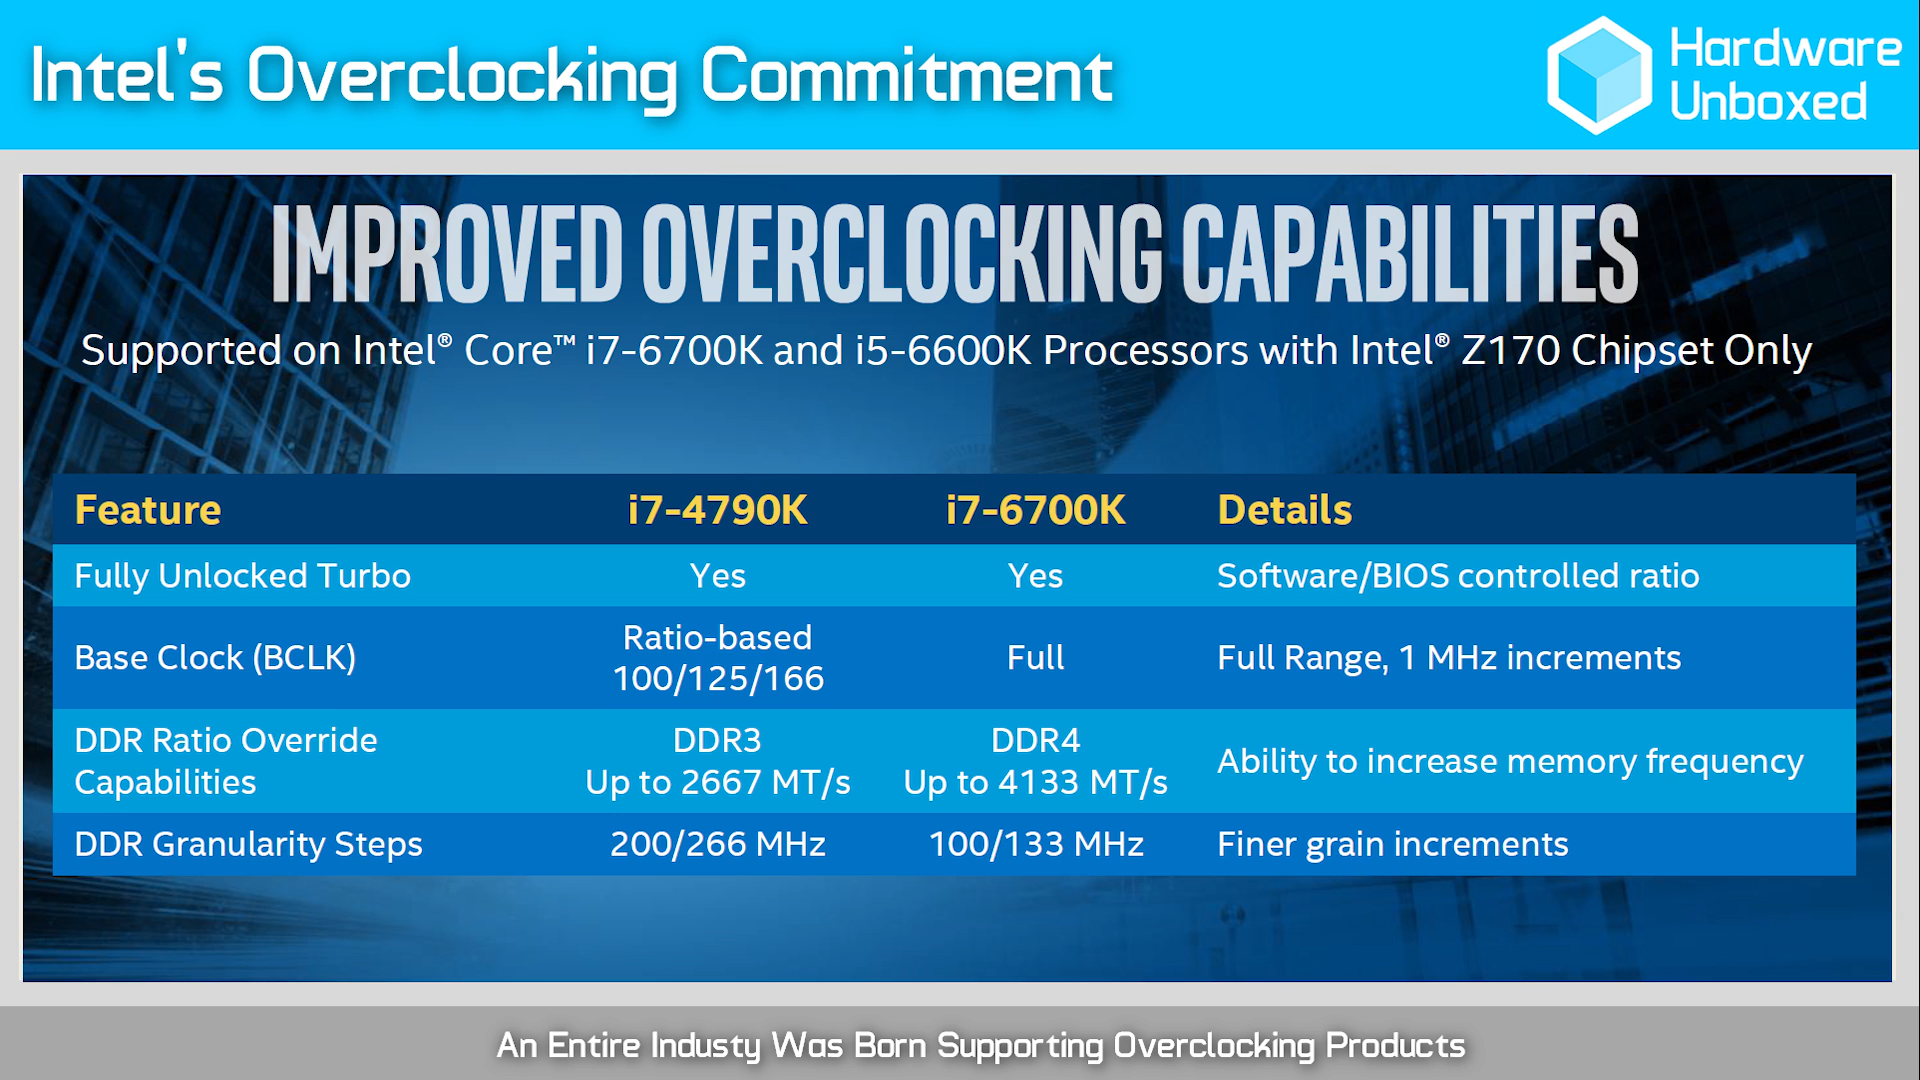 Intel's Overclocking Commitment
Hardware
Unboxed
IMPROVED OVERCLOCKING CAPABILITIES
Supported on Intel® Core™ i7-6700K and i5-6600K Processors with Intel® Z170 Chipset Only
Feature i7-4790K i7-6700K Details
Fully Unlocked Turbo Yes Yes Software/BIOS controlled ratio
Base Clock (BCLK) Ratio-based
100/125/166 Full Full Range, 1 MHz increments
DDR Ratio Override
Capabilities DDR3
Up to 2667 MT/s DDR4
Up to 4133 MT/s Ability to increase memory frequency
DDR Granularity Steps 200/266 MHz 100/133 MHz Finer grain increments
An Entire Industy Was Born Supporting Overclocking Products